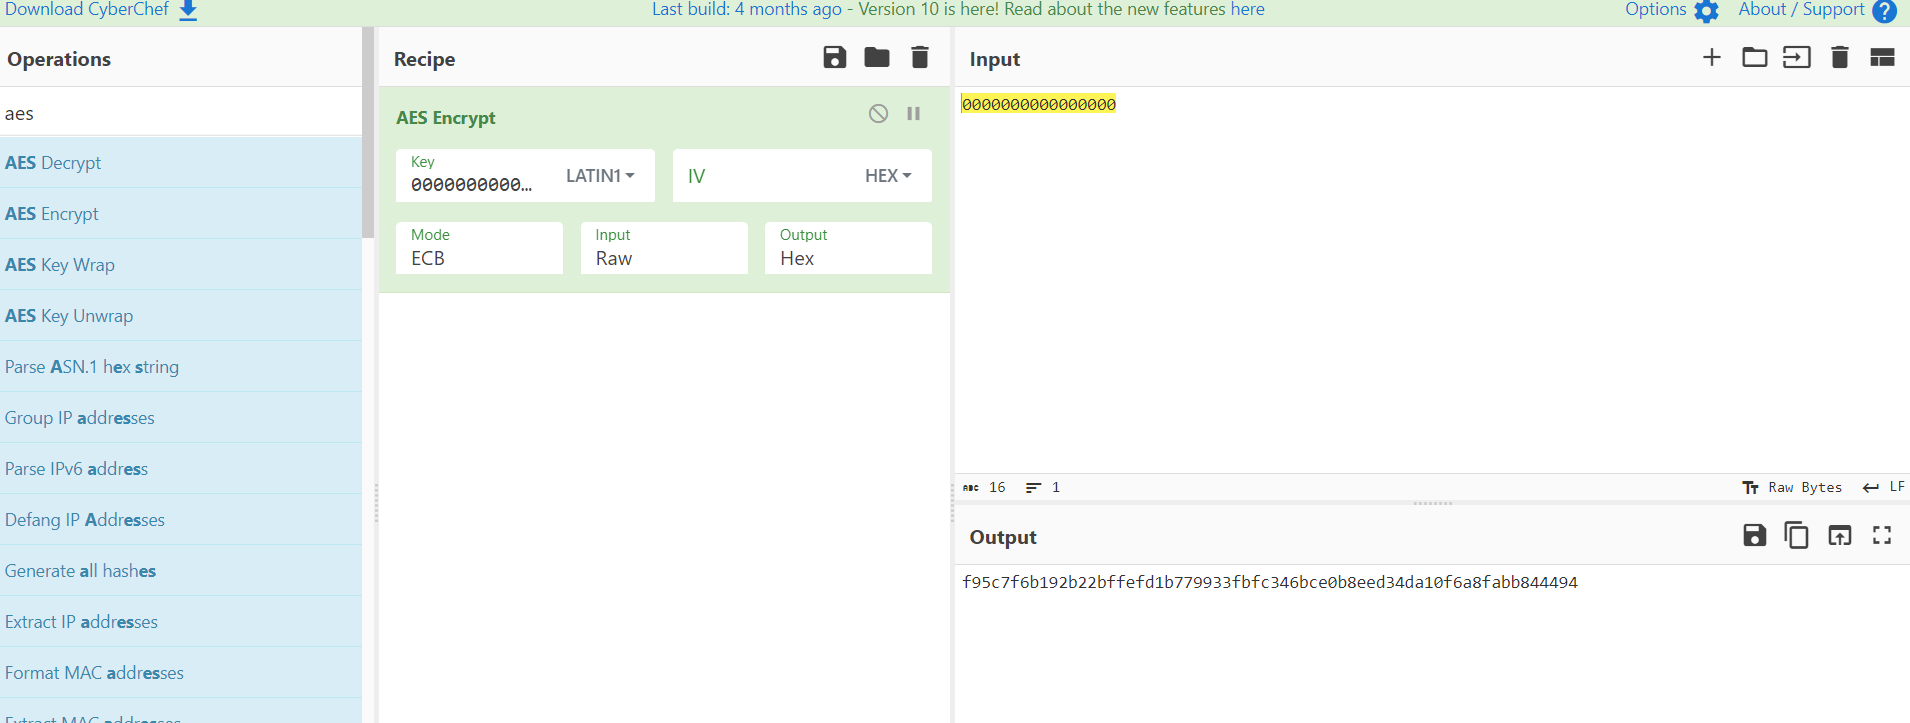 Download CyberChef
Last build: 4 months ago - Version 10 is here! Read about the new features here
Options
About / Support
Operations
aes
AES Decrypt
AES Encrypt
AES Key Wrap
AES Key Unwrap
Parse ASN.1 hex string
Group IP addresses
Parse IPv6 address
Defang IP Addresses
Generate all hashes
Extract IP addresses
Format MAC addresses
Extract MAC addresses
Recipe
AES Encrypt
Key
0000000000...
LATIN1
IV
HEX
Mode
ECB
Input
Raw
Output
Hex
Input
0000000000000000
ABC 16
1
Raw Bytes
LF
Output
f95c7f6b192b22bffefd1b779933fbfc346bce0b8eed34da10f6a8fabb844494